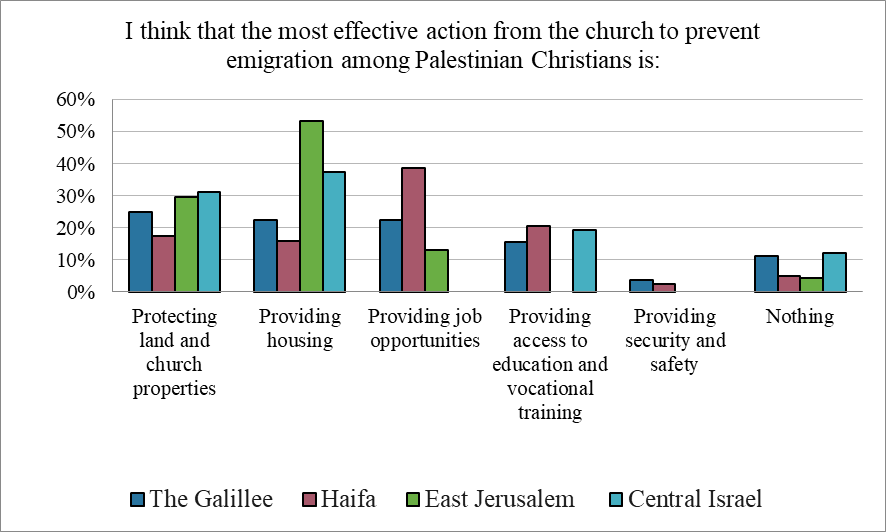 I think that the most effective action from the church to prevent
emigration among Palestinian Christians is:
60%
50%
40%
30%
20%
10%
0%
Protecting
land and
church
properties
Providing
housing
Providing job
opportunities
Providing
access to
education and
vocational
training
Providing
security and
safety
Nothing
The Galillee
Haifa
East Jerusalem
Central Israel